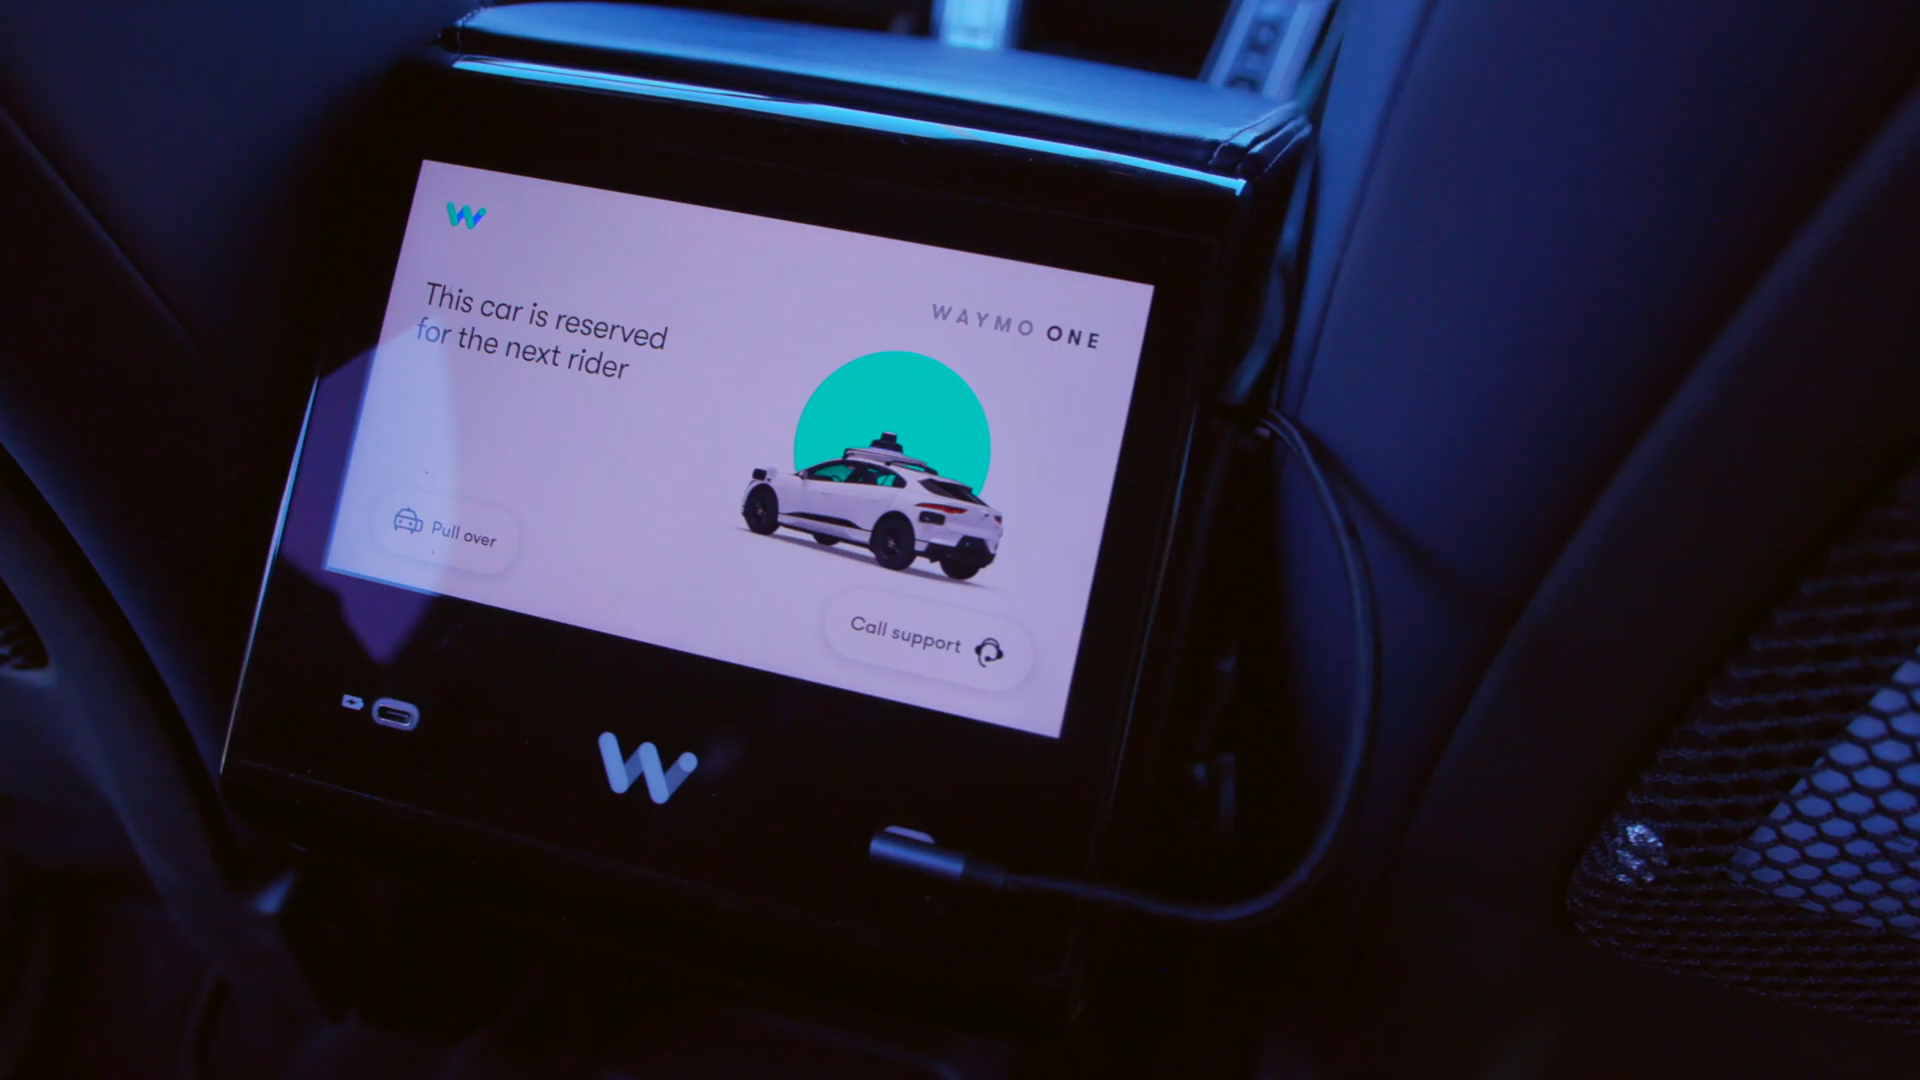 This car is reserved
for the next rider
WAYMO ONE
Pull over
Call support